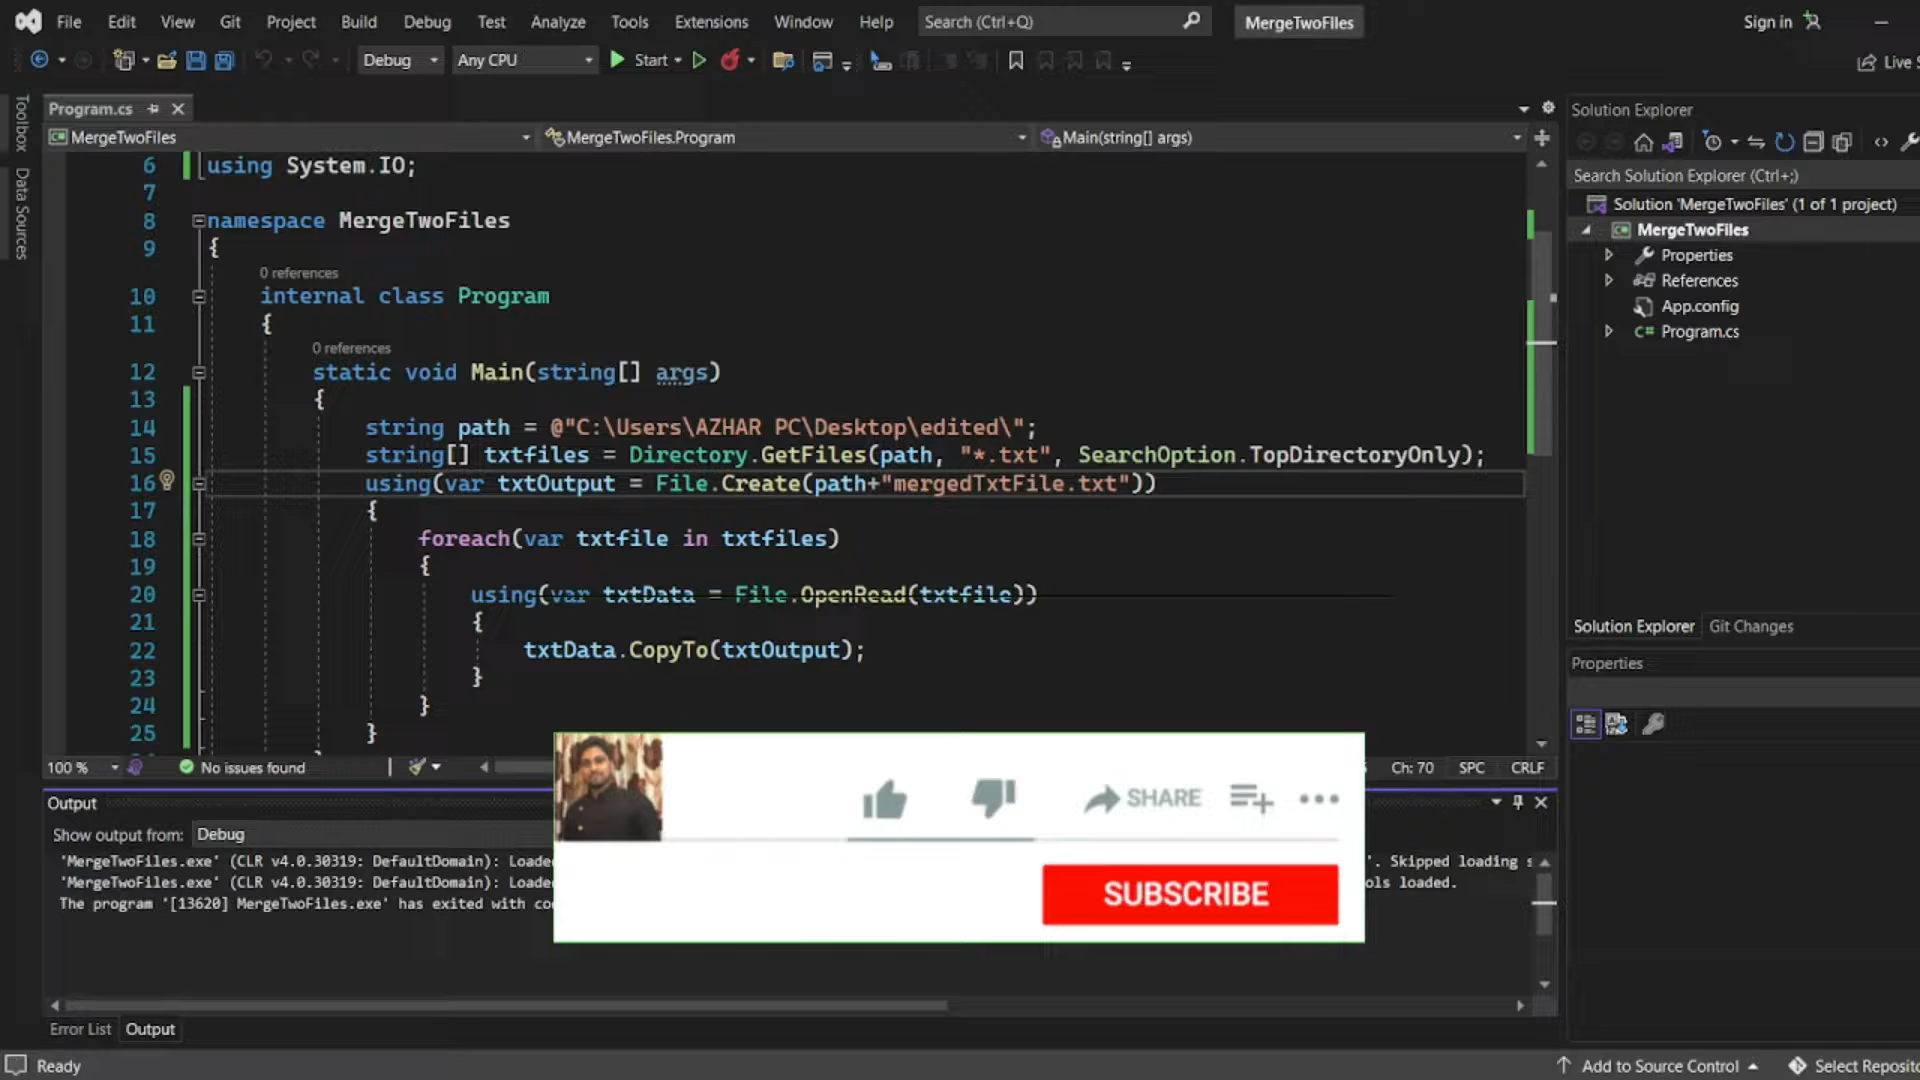 File Edit View Git Project Build Debug Test Analyze Tools Extensions Window Help Search (Ctrl+Q) MergeTwoFIles Sign in
Debug Any CPU Start Live
Toolbox
Data Sources
Program.cs
MergeTwoFiles MergeTwoFiles.Program Main(string[] args)
6 using System.IO;
7
8 namespace MergeTwoFiles
9 {
0 references
10 internal class Program
11 {
0 references
12 static void Main(string[] args)
13 {
14 string path = @"C:\Users\AZHAR PC\Desktop\edited\";
15 string[] txtfiles = Directory.GetFiles(path, "*.txt", SearchOption.TopDirectoryOnly);
16 using(var txtOutput = File.Create(path+"mergedTxtFile.txt"))
17 {
18 foreach(var txtfile in txtfiles)
19 {
20 using(var txtData = File.OpenRead(txtfile))
21 {
22 txtData.CopyTo(txtOutput);
23 }
24 }
25 }
100 % No issues found Ch: 70 SPC CRLF
Output
Show output from: Debug
'MergeTwoFiles.exe' (CLR v4.0.30319: DefaultDomain): Loade '. Skipped loading s
'MergeTwoFiles.exe' (CLR v4.0.30319: DefaultDomain): Loade ols loaded.
The program '[13620] MergeTwoFiles.exe' has exited with co
SHARE
SUBSCRIBE
Error List Output
Solution Explorer
Search Solution Explorer (Ctrl+;)
Solution 'MergeTwoFiles' (1 of 1 project)
MergeTwoFiles
Properties
References
App.config
C# Program.cs
Solution Explorer Git Changes
Properties
Ready Add to Source Control Select Reposito